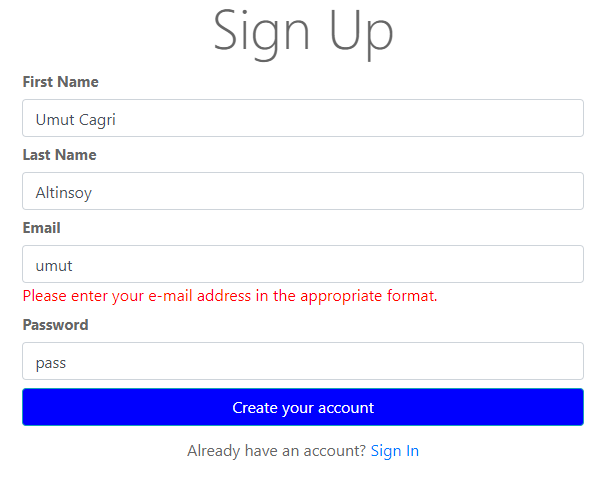 Sign Up
First Name
Umut Cagri
Last Name
Altinsoy
Email
umut
Please enter your e-mail address in the appropriate format.
Password
pass
Create your account
Already have an account? Sign In